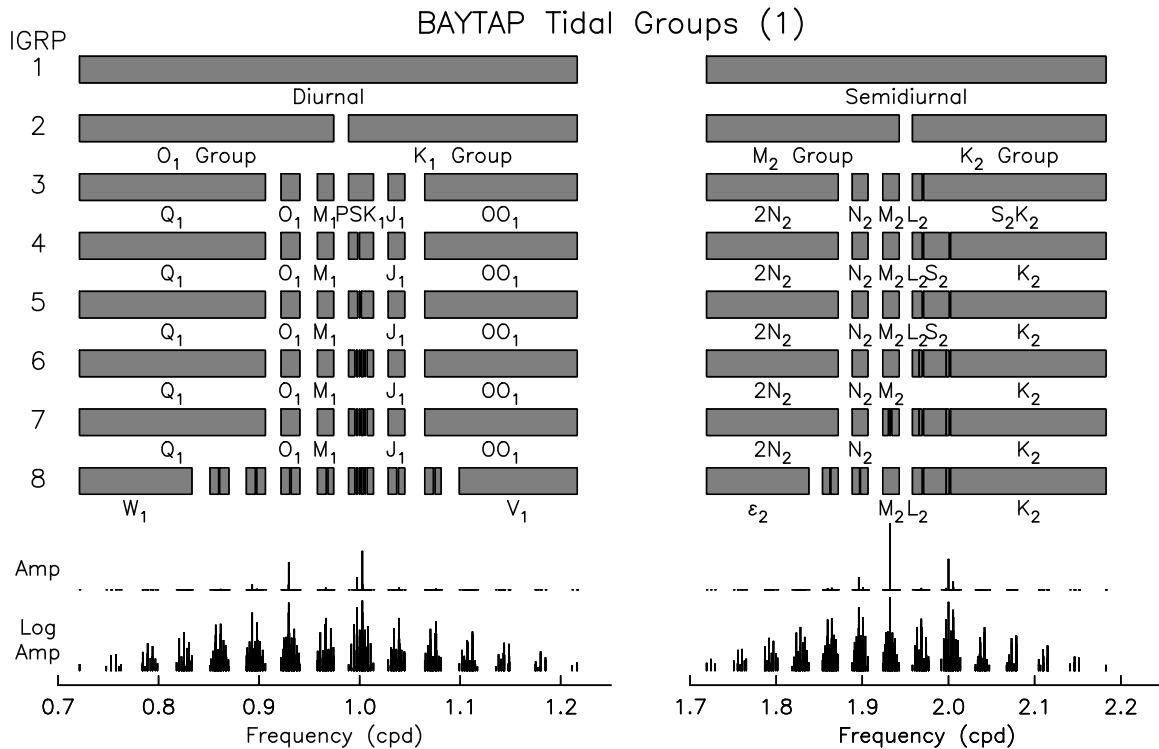 BAYTAP Tidal Groups (1)
IGRP
1
Diurnal Semidiurnal
2
O₁ Group K₁ Group M₂ Group K₂ Group
3
Q₁ O₁ M₁ PSK₁ J₁ OO₁ 2N₂ N₂ M₂ L₂ S₂K₂
4
Q₁ O₁ M₁ J₁ OO₁ 2N₂ N₂ M₂ L₂ S₂ K₂
5
Q₁ O₁ M₁ J₁ OO₁ 2N₂ N₂ M₂ L₂ S₂ K₂
6
Q₁ O₁ M₁ J₁ OO₁ 2N₂ N₂ M₂ K₂
7
Q₁ O₁ M₁ J₁ OO₁ 2N₂ N₂ K₂
8
W₁ V₁ ε₂ M₂ L₂ K₂
Amp
Log
Amp
0.7 0.8 0.9 1.0 1.1 1.2 1.7 1.8 1.9 2.0 2.1 2.2
Frequency (cpd) Frequency (cpd)